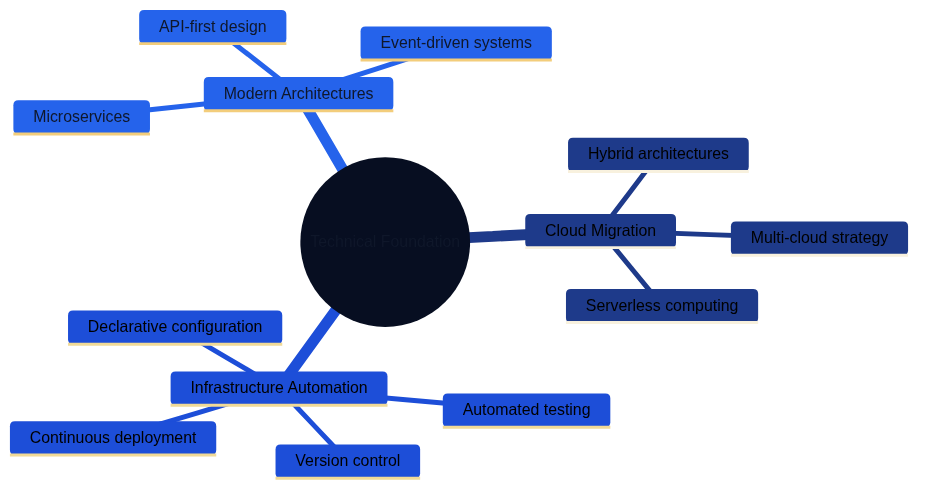 API-first design
Event-driven systems
Modern Architectures
Microservices
Hybrid architectures
Cloud Migration
Multi-cloud strategy
Technical Foundation
Serverless computing
Declarative configuration
Infrastructure Automation
Automated testing
Continuous deployment
Version control